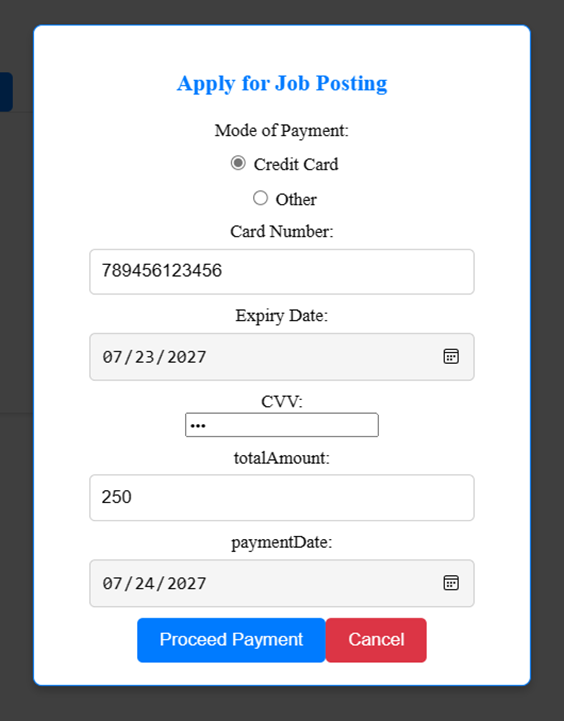 Apply for Job Posting
Mode of Payment:
Credit Card
Other
Card Number:
789456123456
Expiry Date:
07/23/2027
CVV:
•••
totalAmount:
250
paymentDate:
07/24/2027
Proceed Payment Cancel